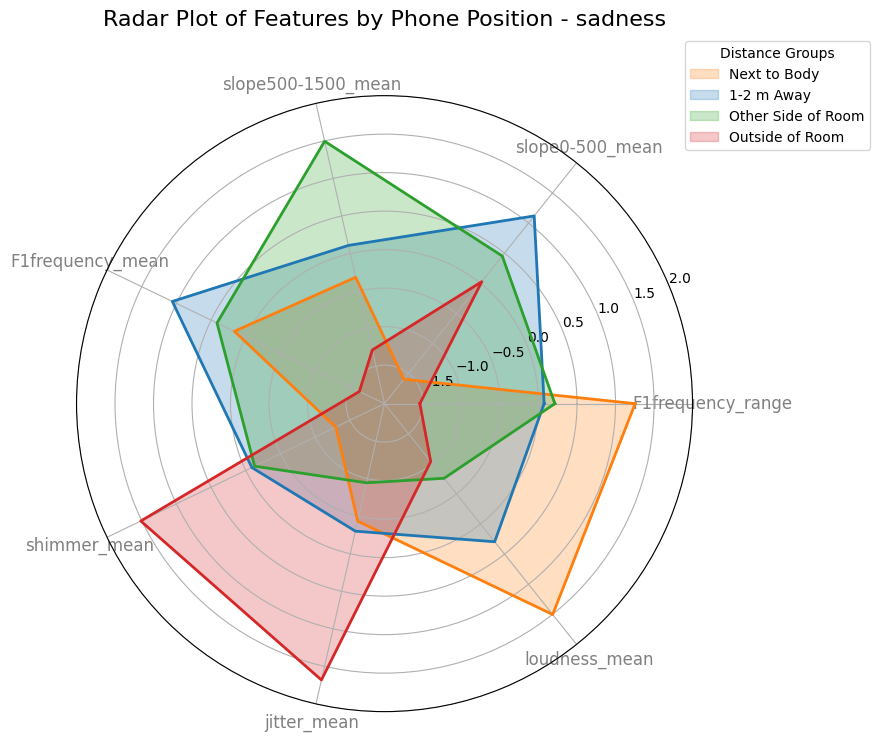 Radar Plot of Features by Phone Position - sadness
Distance Groups
Next to Body
1-2 m Away
Other Side of Room
Outside of Room
slope500-1500_mean
slope0-500_mean
F1frequency_mean
2.0
1.5
1.0
0.5
0.0
−0.5
−1.0
1.5
F1frequency_range
shimmer_mean
loudness_mean
jitter_mean